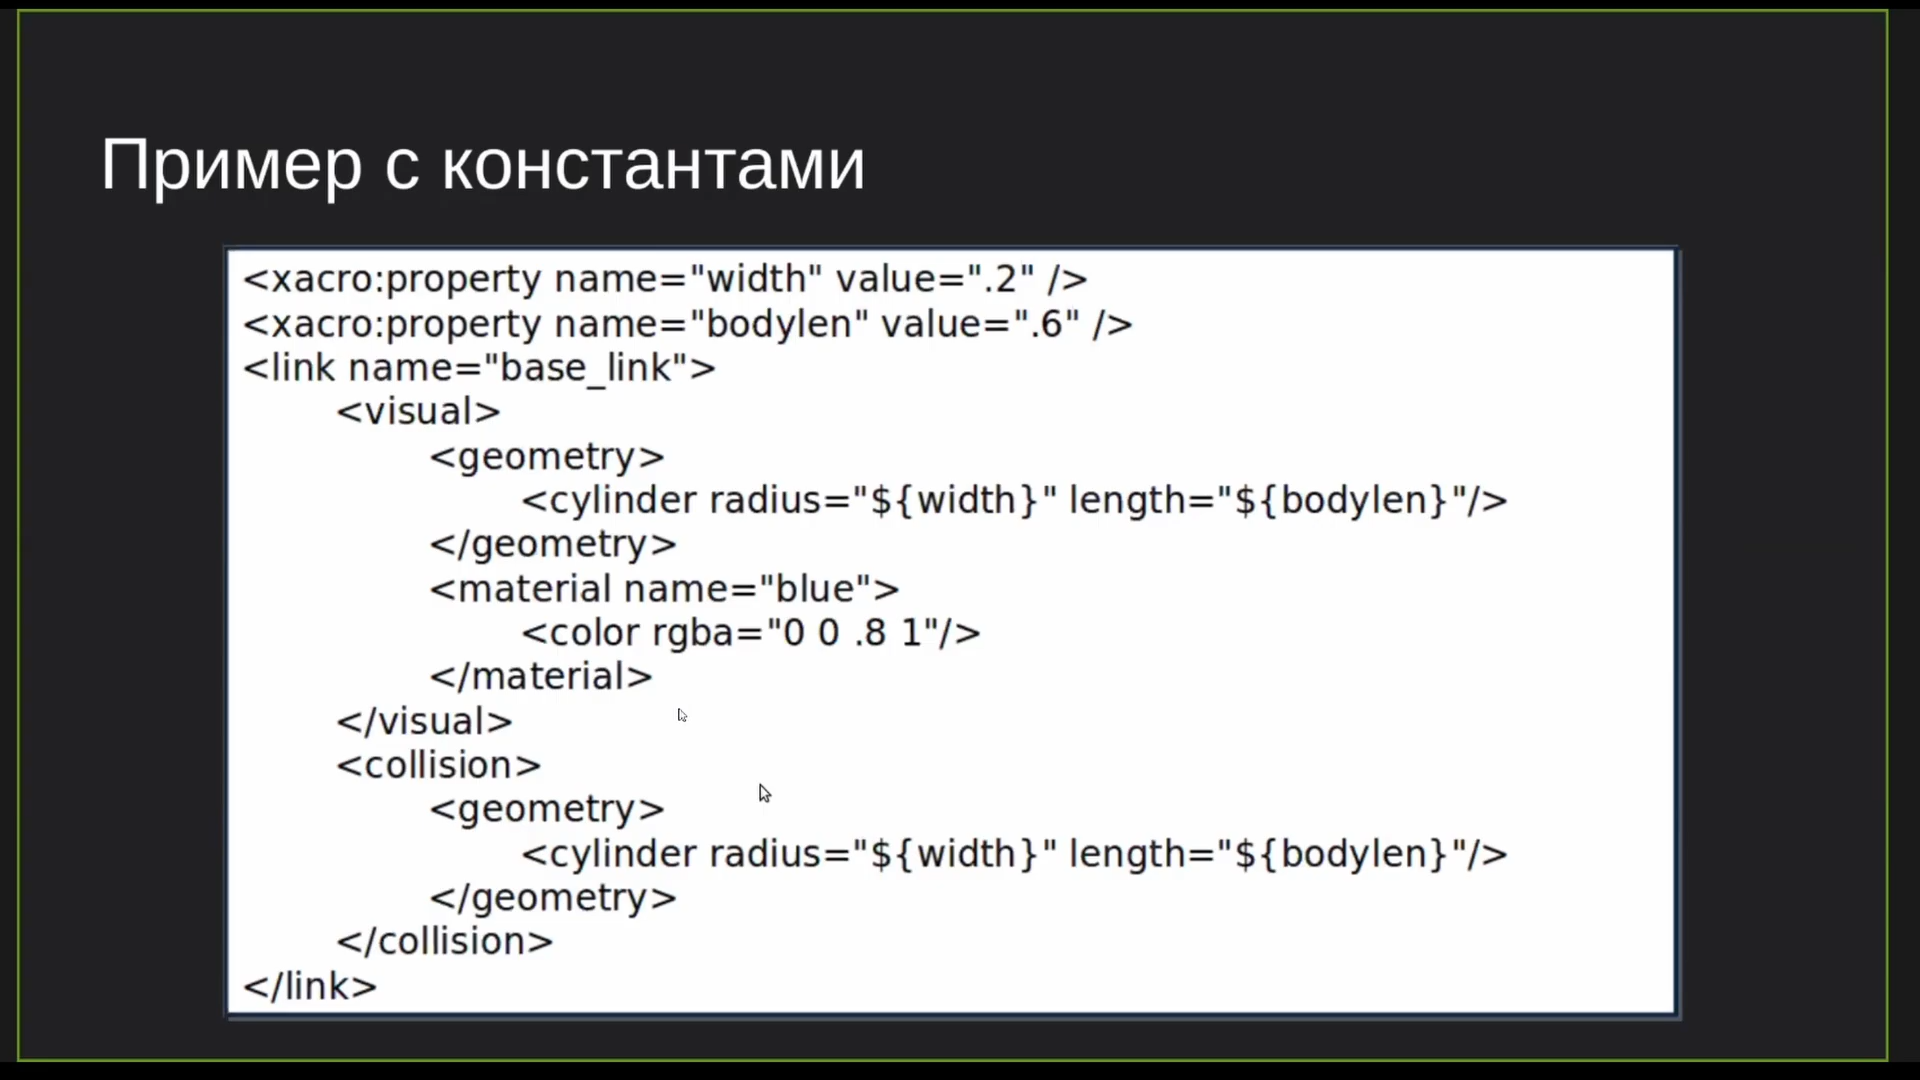 Пример с константами
<xacro:property name="width" value=".2" />
<xacro:property name="bodylen" value=".6" />
<link name="base_link">
<visual>
<geometry>
<cylinder radius="${width}" length="${bodylen}"/>
</geometry>
<material name="blue">
<color rgba="0 0 .8 1"/>
</material>
</visual>
<collision>
<geometry>
<cylinder radius="${width}" length="${bodylen}"/>
</geometry>
</collision>
</link>